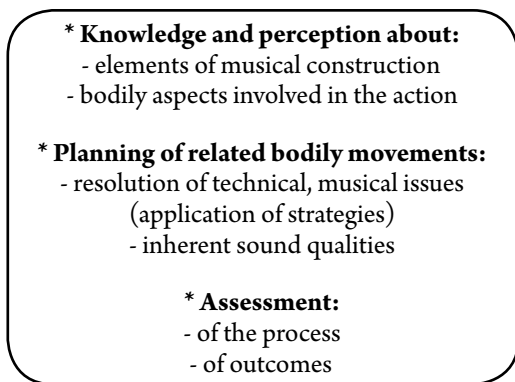 * Knowledge and perception about:
- elements of musical construction
- bodily aspects involved in the action
* Planning of related bodily movements:
- resolution of technical, musical issues
(application of strategies)
- inherent sound qualities
* Assessment:
- of the process
- of outcomes